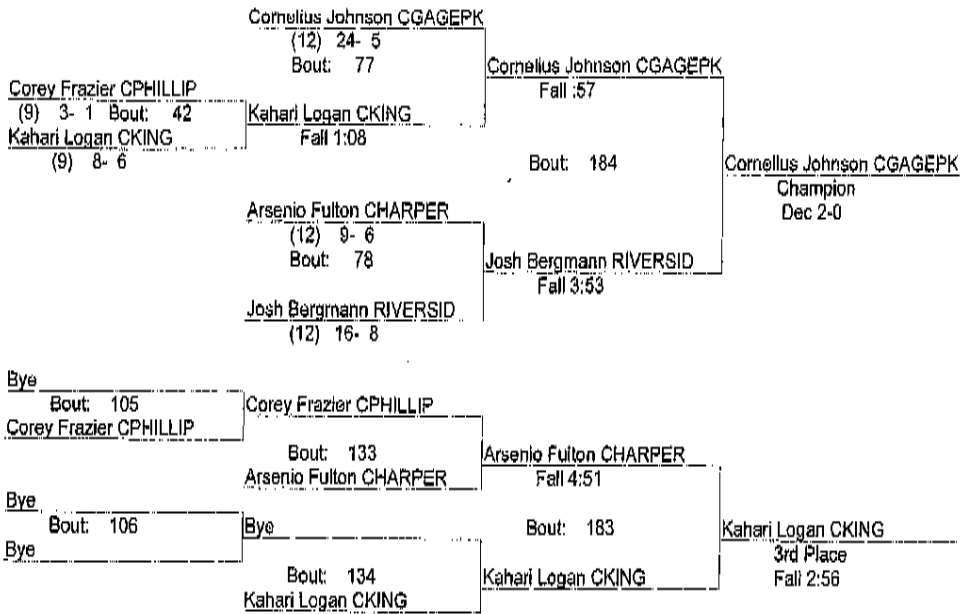 Cornelius Johnson CGAGEPK
(12) 24- 5
Bout: 77
Cornelius Johnson CGAGEPK
Fall :57
Corey Frazier CPHILLIP
(9) 3- 1 Bout: 42
Kahari Logan CKING
Kahari Logan CKING
Fall 1:08
(9) 8- 6
Bout: 184
Cornelius Johnson CGAGEPK
Champion
Dec 2-0
Arsenio Fulton CHARPER
(12) 9- 6
Bout: 78
Josh Bergmann RIVERSID
Fall 3:53
Josh Bergmann RIVERSID
(12) 16- 8
Bye
Bout: 105
Corey Frazier CPHILLIP
Corey Frazier CPHILLIP
Bout: 133
Arsenio Fulton CHARPER
Arsenio Fulton CHARPER
Fall 4:51
Bye
Bout: 106
Bye
Bye
Bout: 183
Kahari Logan CKING
3rd Place
Fall 2:56
Bout: 134
Kahari Logan CKING
Kahari Logan CKING